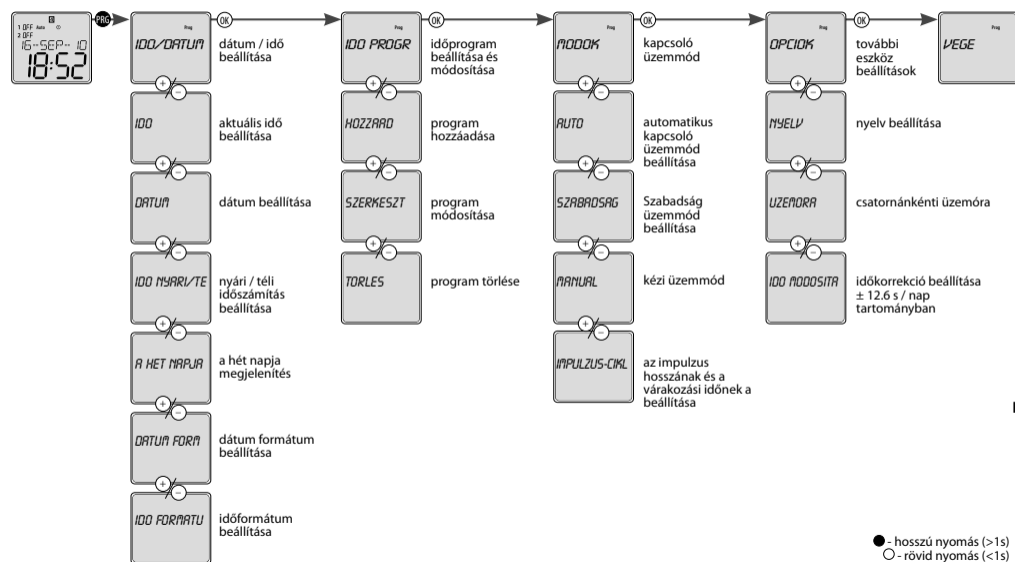 1 OFF Auto
2 OFF
16-SEP-10
18:52
PRG
Prog
IDO/DATUM
dátum / idő
beállítása
OK
Prog
IDO PROGR
időprogram
beállítása és
módosítása
OK
Prog
MODOK
kapcsoló
üzemmód
OK
Prog
OPCIOK
további
eszköz
beállítások
OK
Prog
VEGE
+/-
IDO
aktuális idő
beállítása
+/-
HOZZAAD
program
hozzáadása
+/-
AUTO
automatikus
kapcsoló
üzemmód
beállítása
+/-
NYELV
nyelv beállítása
+/-
DATUM
dátum beállítása
+/-
SZERKESZT
program
módosítása
+/-
SZABADSAG
Szabadság
üzemmód
beállítása
+/-
UZEMORA
csatornánkénti üzemóra
+/-
IDO NYARI/TE
nyári / téli
időszámítás
beállítása
+/-
TORLES
program törlése
+/-
MANUAL
kézi üzemmód
+/-
IDO MODOSITA
időkorrekció beállítása
± 12.6 s / nap
tartományban
+/-
A HET NAPJA
a hét napja
megjelenítés
+/-
IMPULZUS-CIKL
az impulzus
hosszának és a
várakozási időnek a
beállítása
+/-
DATUM FORM
dátum formátum
beállítása
+/-
IDO FORMATU
időformátum
beállítása
- hosszú nyomás (>1s)
- rövid nyomás (<1s)